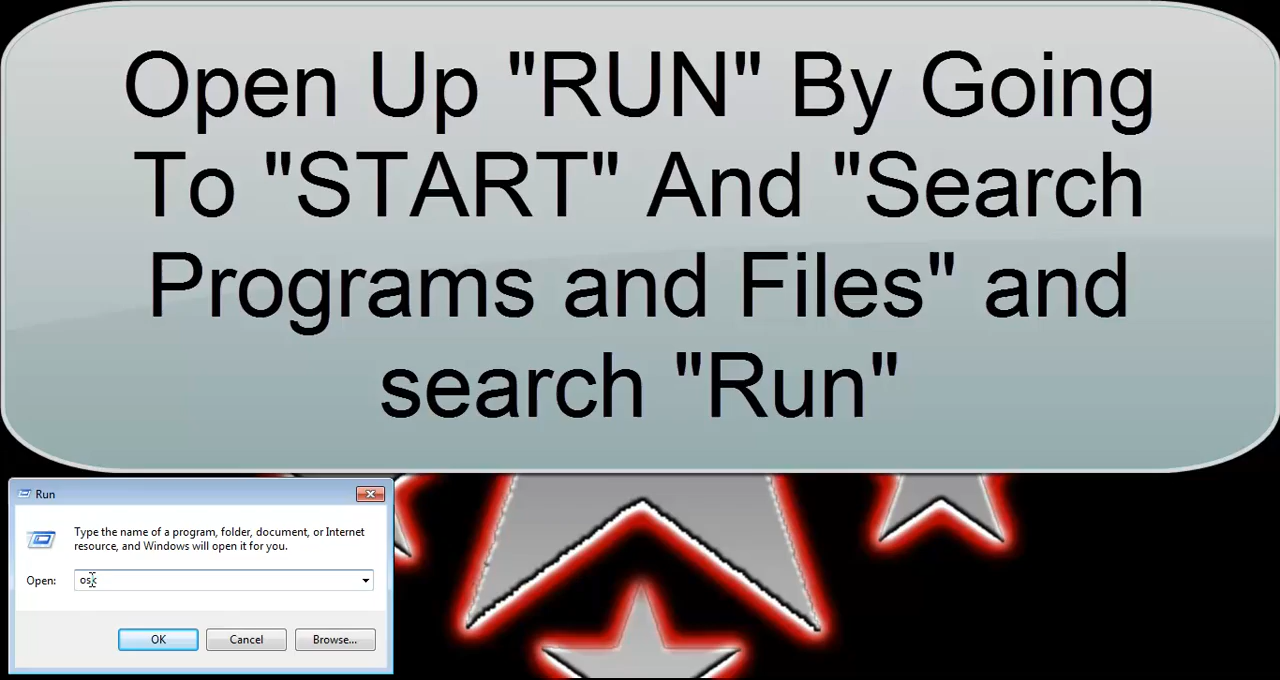 Open Up "RUN" By Going
To "START" And "Search
Programs and Files" and
search "Run"
Run
Type the name of a program, folder, document, or Internet
resource, and Windows will open it for you.
Open: osk
OK Cancel Browse...